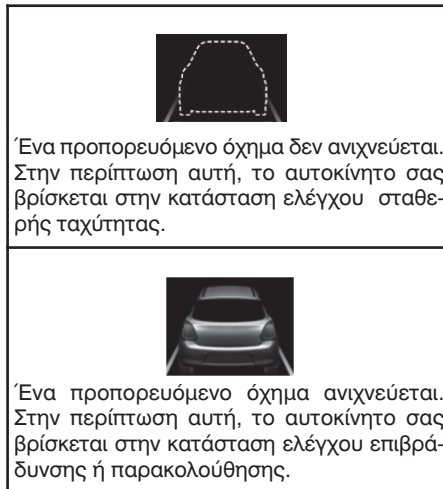 Ένα προπορευόμενο όχημα δεν ανιχνεύεται.
Στην περίπτωση αυτή, το αυτοκίνητο σας
βρίσκεται στην κατάσταση ελέγχου σταθε-
ρής ταχύτητας.
Ένα προπορευόμενο όχημα ανιχνεύεται.
Στην περίπτωση αυτή, το αυτοκίνητο σας
βρίσκεται στην κατάσταση ελέγχου επιβρά-
δυνσης ή παρακολούθησης.